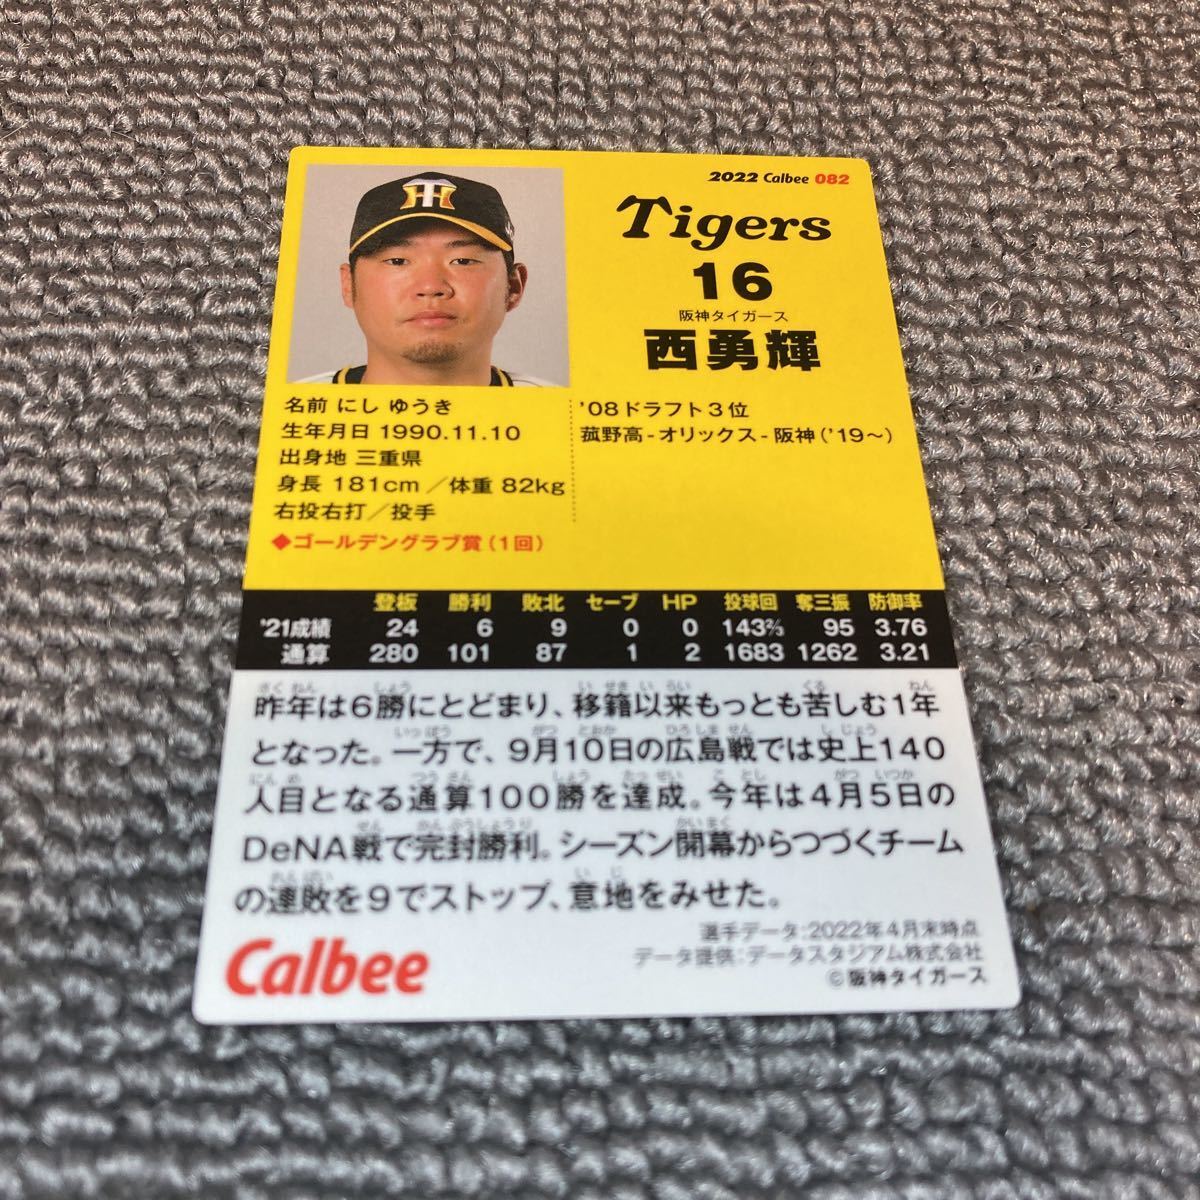 2022 Calbee 082
Tigers
16
阪神タイガース
西勇輝
名前 にし ゆうき
生年月日 1990.11.10
出身地 三重県
身長 181cm／体重 82kg
右投右打／投手
◆ゴールデングラブ賞(1回)
'08ドラフト3位
菰野高-オリックス-阪神('19〜)
登板 勝利 敗北 セーブ HP 投球回 奪三振 防御率
'21成績 24 6 9 0 0 143⅔ 95 3.76
通算 280 101 87 1 2 1683 1262 3.21
昨年は6勝にとどまり、移籍以来もっとも苦しむ1年
となった。一方で、9月10日の広島戦では史上140
人目となる通算100勝を達成。今年は4月5日の
DeNA戦で完封勝利。シーズン開幕からつづくチーム
の連敗を9でストップ、意地をみせた。
選手データ:2022年4月末時点
データ提供:データスタジアム株式会社
©阪神タイガース
Calbee